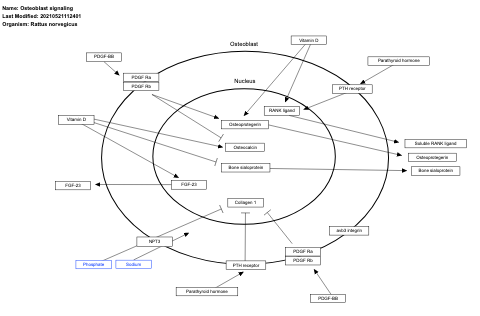 Name: Osteoblast signaling
Last Modified: 20210521112401
Organism: Rattus norvegicus
Osteoblast
Vitamin D
PDGF-BB
Parathyroid hormone
PDGF Ra
PDGF Rb
Nucleus
PTH receptor
RANK ligand
Vitamin D
Osteoprotegerin
Osteocalcin
Soluble RANK ligand
Osteoprotegerin
Bone sialoprotein
Bone sialoprotein
FGF-23
FGF-23
Collagen 1
avb3 integrin
NPT3
PDGF Ra
PDGF Rb
Phosphate
Sodium
PTH receptor
Parathyroid hormone
PDGF-BB